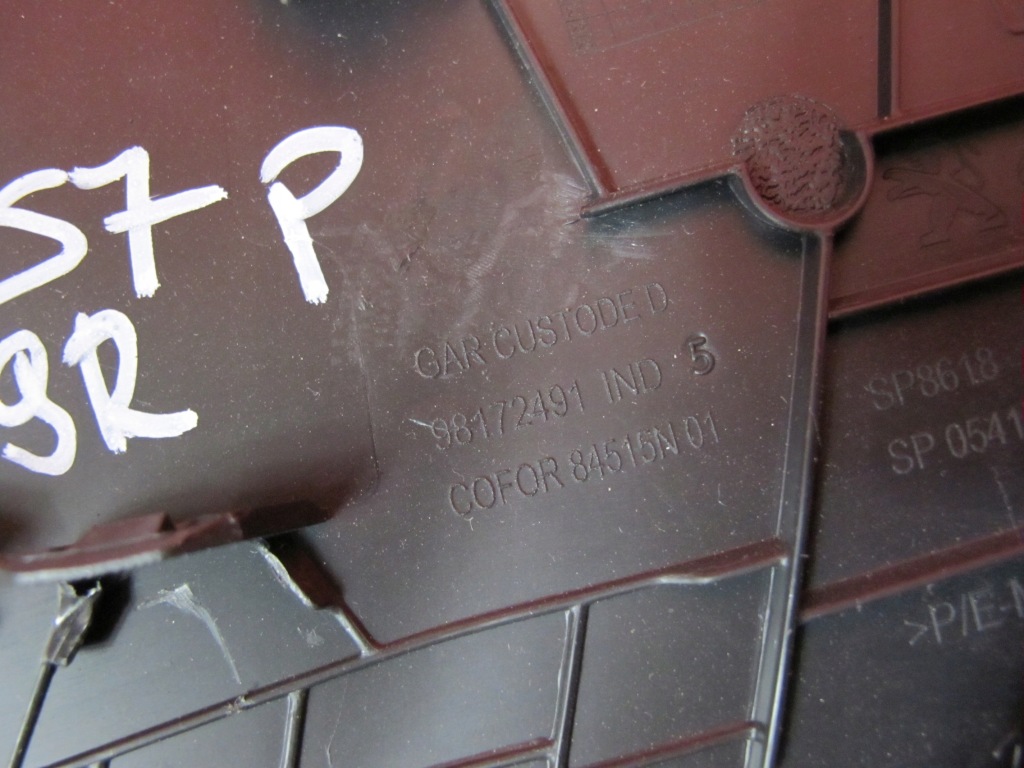 57 P
9R
GAR CUSTODE D
98172491 IND 5
COFOR 84515N 01
SP8618
SP 0541
>P/E-